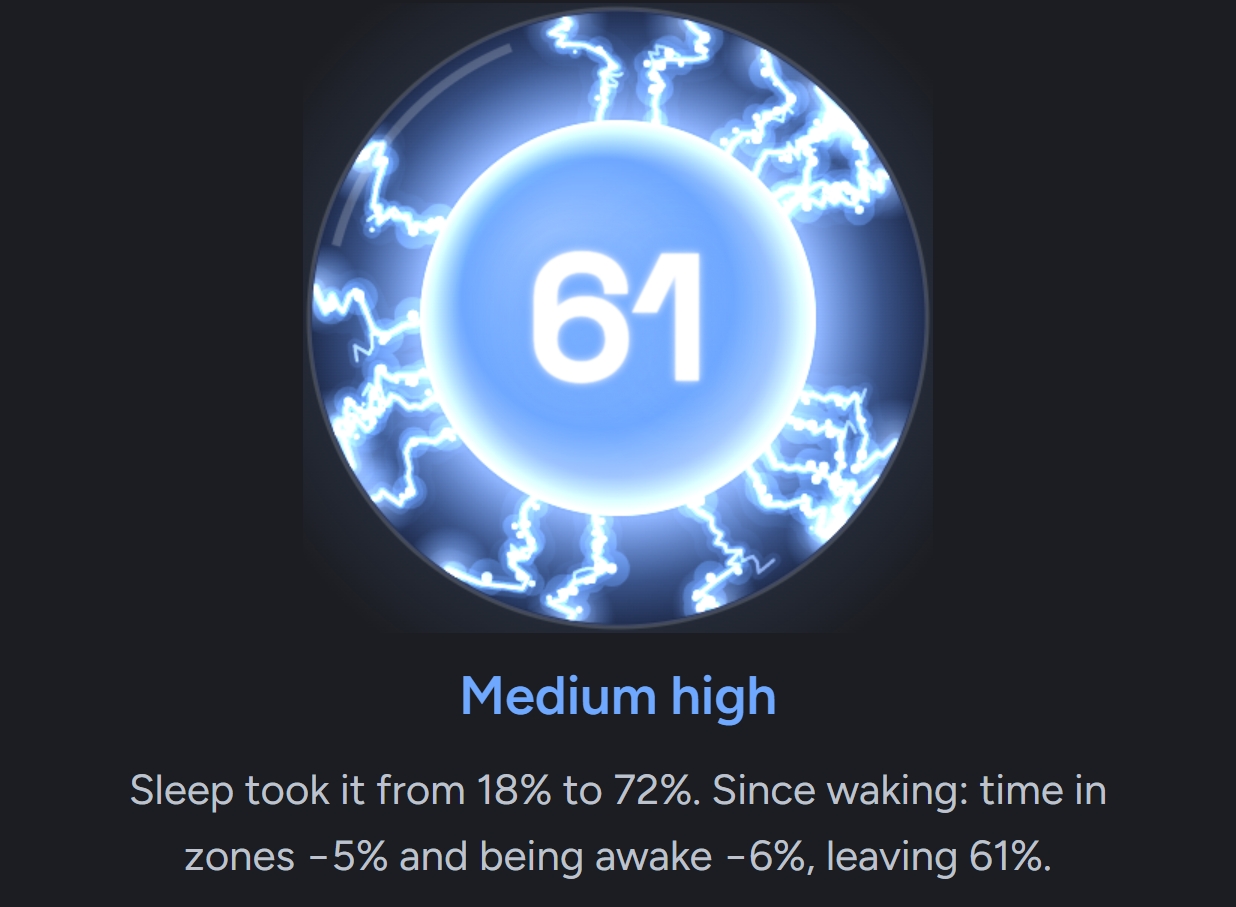 61
Medium high
Sleep took it from 18% to 72%. Since waking: time in
zones −5% and being awake −6%, leaving 61%.